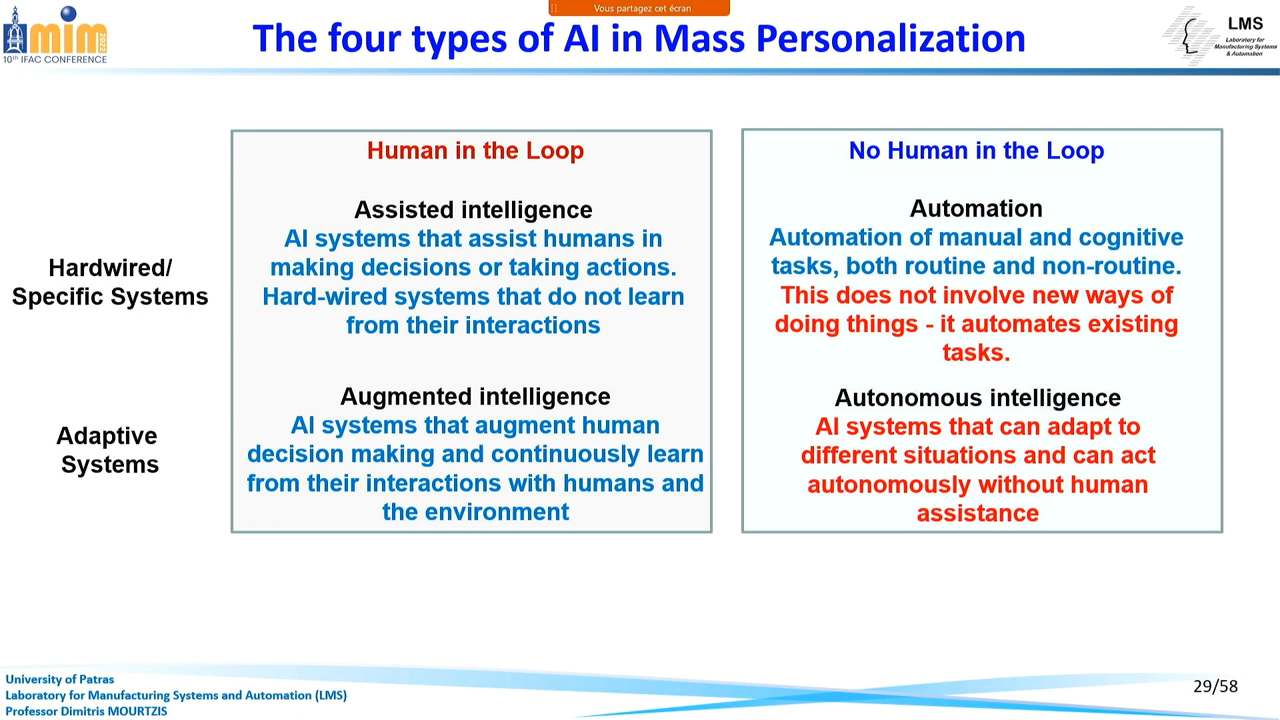 Vous partagez cet écran
mim
2022
10th IFAC CONFERENCE
The four types of AI in Mass Personalization
LMS
Laboratory for
Manufacturing Systems
& Automation
Human in the Loop
No Human in the Loop
Hardwired/
Specific Systems
Assisted intelligence
AI systems that assist humans in
making decisions or taking actions.
Hard-wired systems that do not learn
from their interactions
Automation
Automation of manual and cognitive
tasks, both routine and non-routine.
This does not involve new ways of
doing things - it automates existing
tasks.
Adaptive
Systems
Augmented intelligence
AI systems that augment human
decision making and continuously learn
from their interactions with humans and
the environment
Autonomous intelligence
AI systems that can adapt to
different situations and can act
autonomously without human
assistance
University of Patras
Laboratory for Manufacturing Systems and Automation (LMS)
Professor Dimitris MOURTZIS
29/58